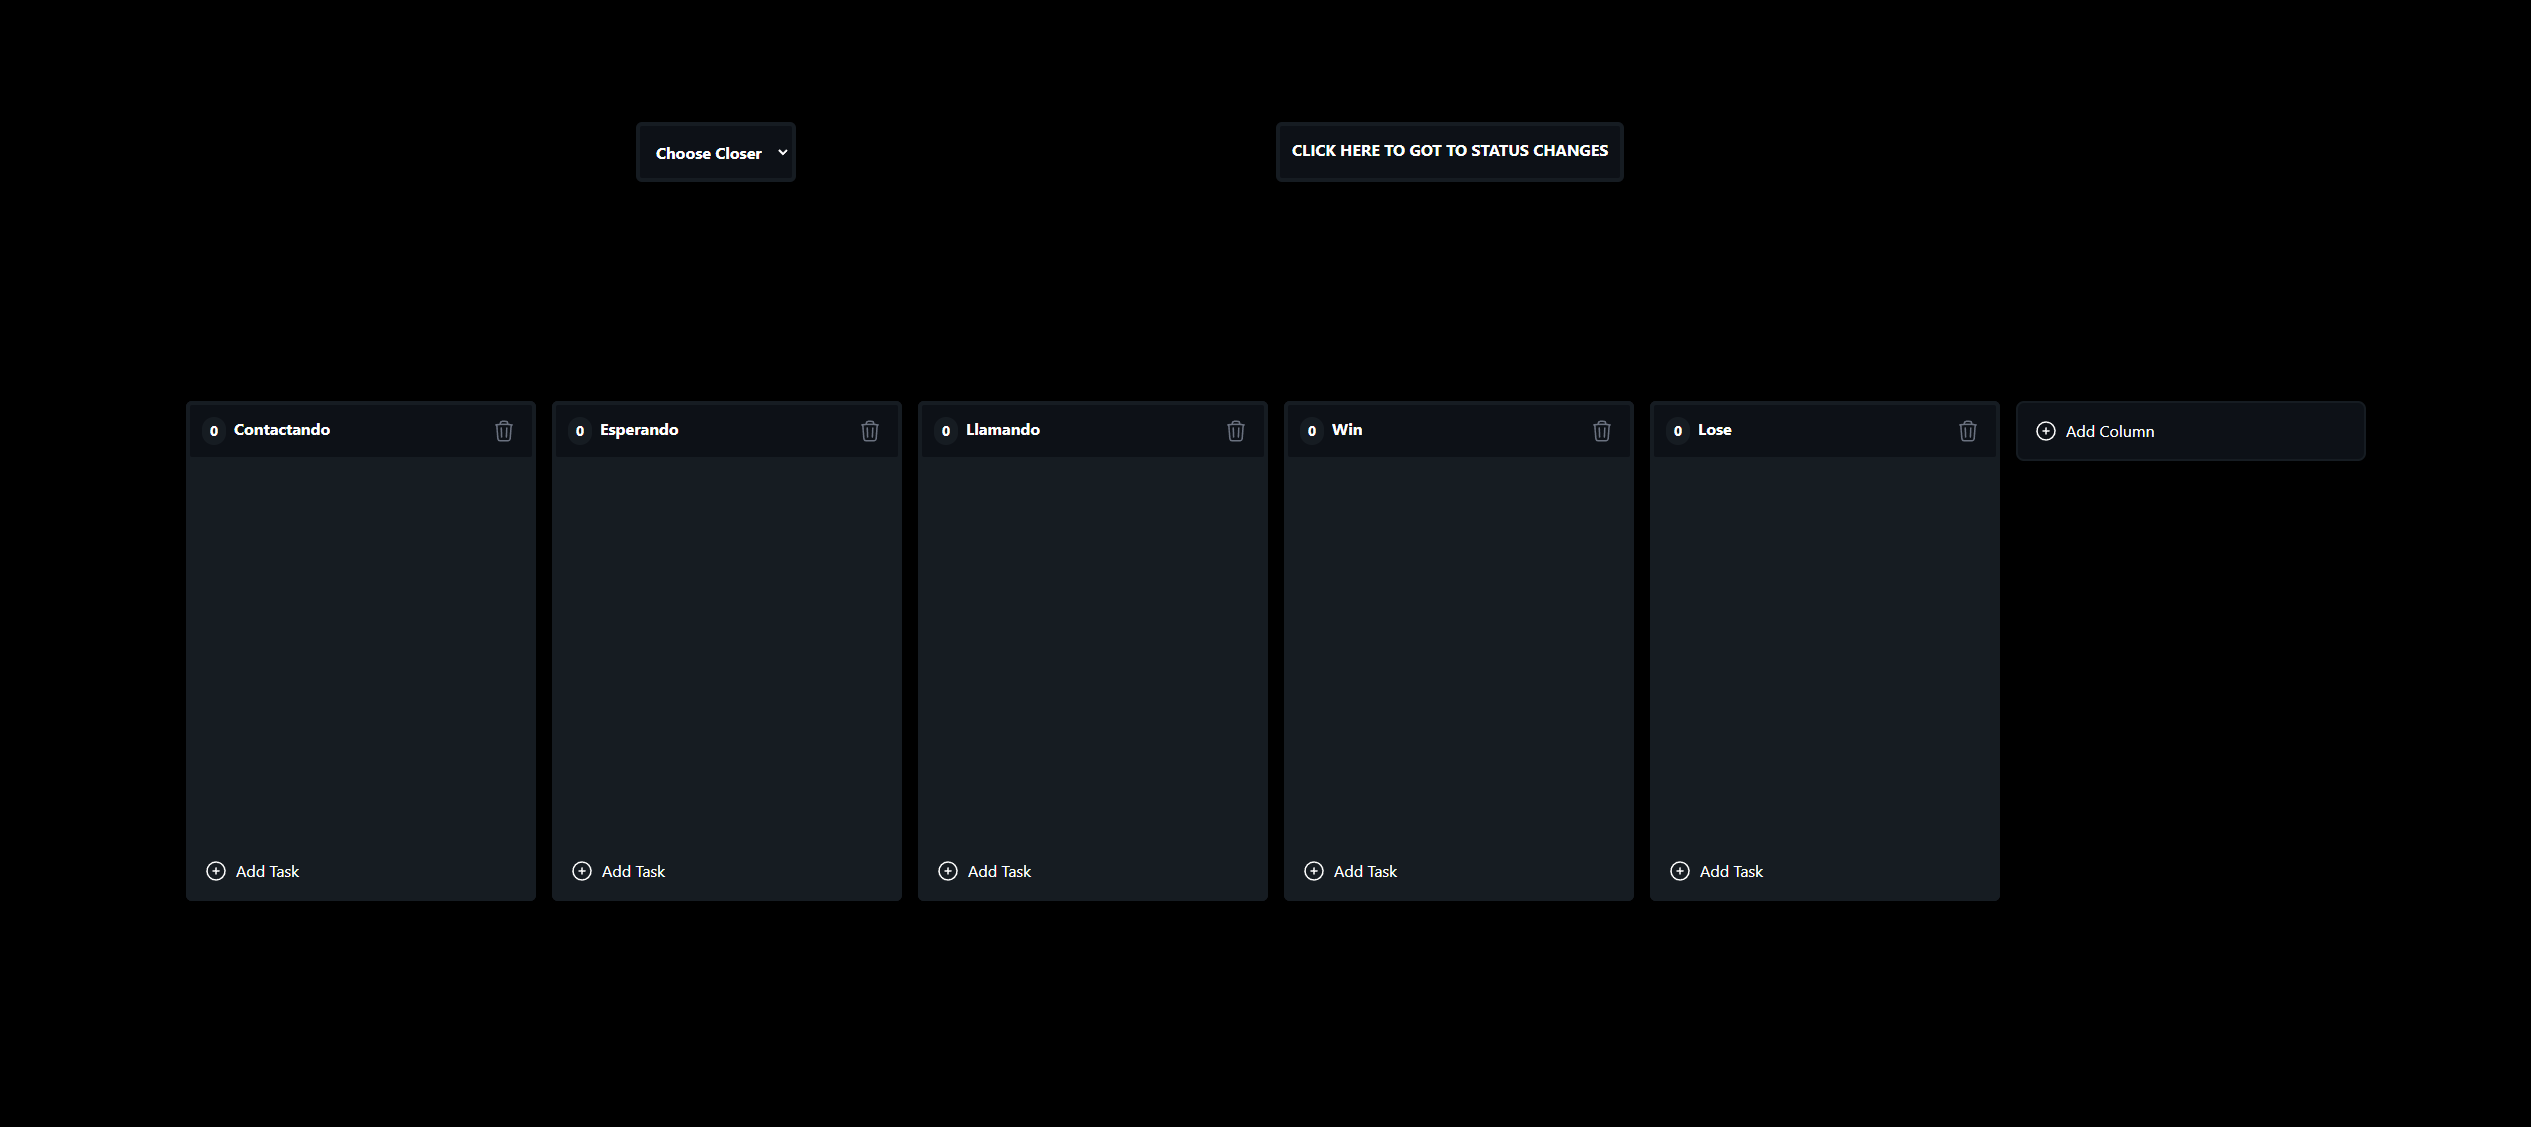 Choose Closer
CLICK HERE TO GOT TO STATUS CHANGES
0 Contactando
0 Esperando
0 Llamando
0 Win
0 Lose
Add Column
Add Task
Add Task
Add Task
Add Task
Add Task